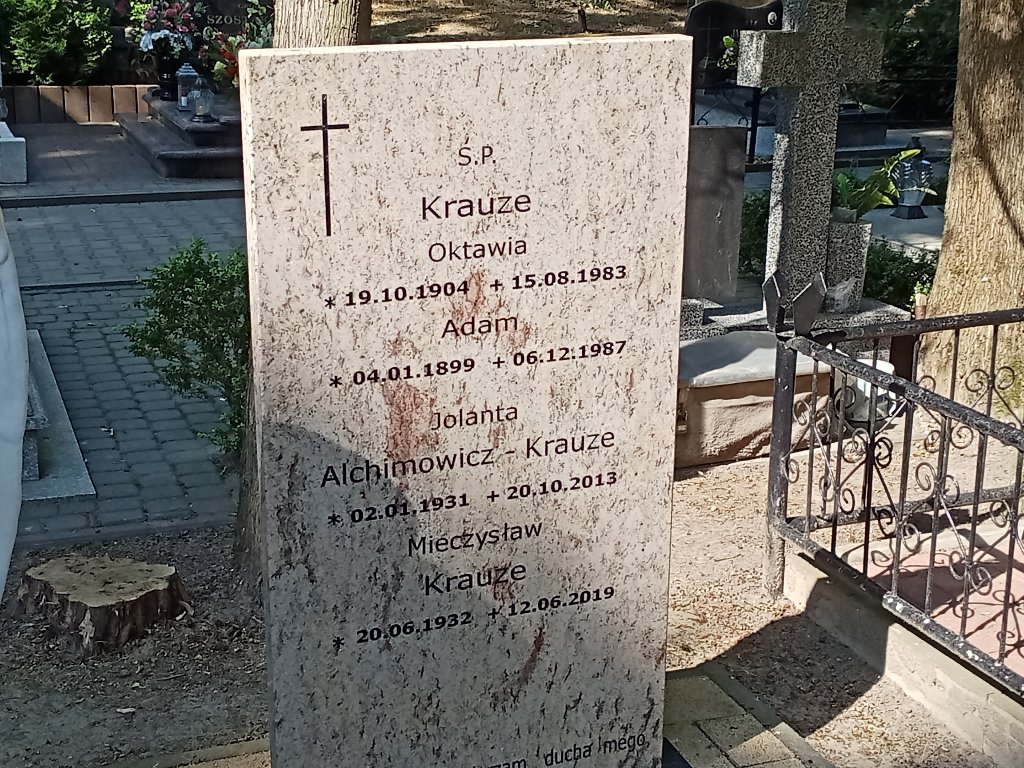 Ś.P.
Krauze
Oktawia
* 19.10.1904 + 15.08.1983
Adam
* 04.01.1899 + 06.12.1987
Jolanta
Alchimowicz - Krauze
* 02.01.1931 + 20.10.2013
Mieczysław
Krauze
* 20.06.1932 + 12.06.2019
ducha mego